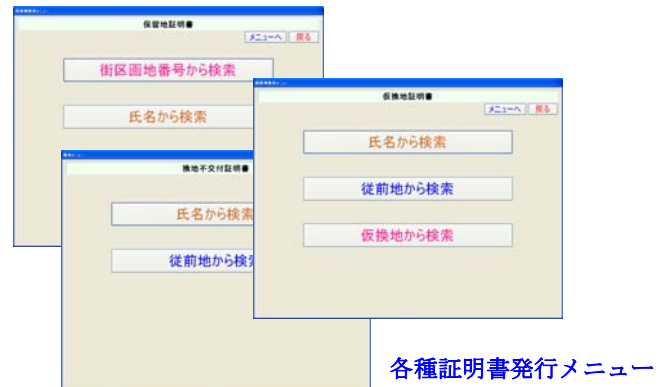 保留地証明書
メニューへ 戻る
街区画地番号から検索
氏名から検索
仮換地証明書
メニューへ 戻る
氏名から検索
従前地から検索
仮換地から検索
換地不交付証明書
氏名から検索
従前地から検
各種証明書発行メニュー